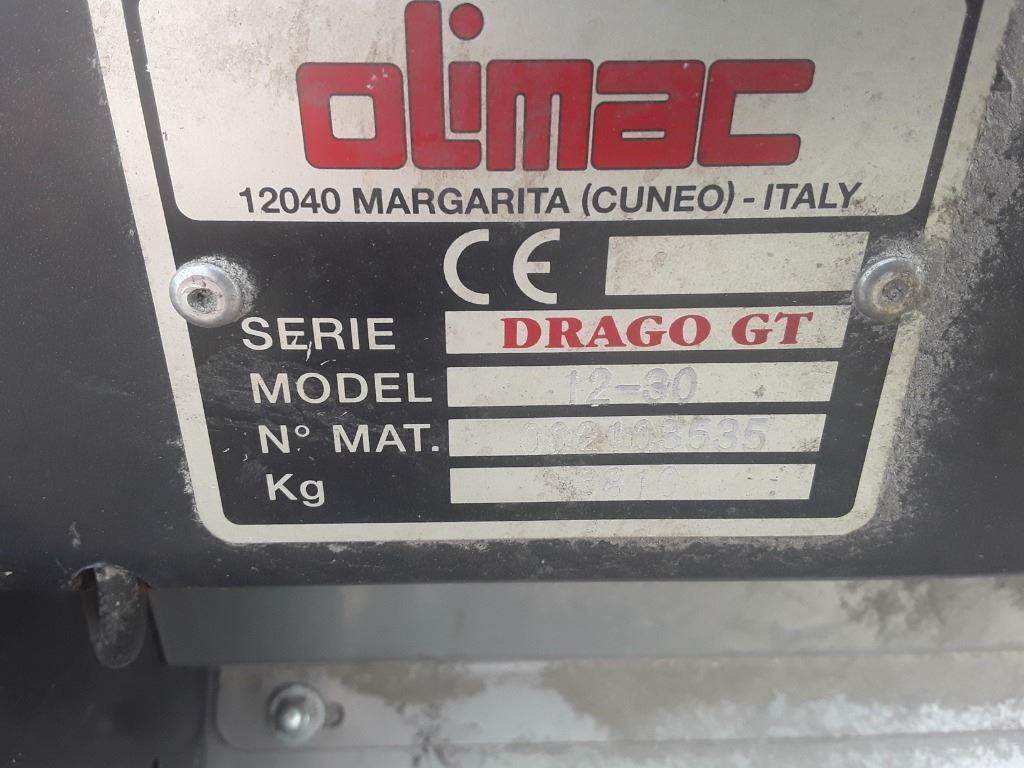 olimac
12040 MARGARITA (CUNEO) - ITALY
CE
SERIE DRAGO GT
MODEL 12-30
N° MAT.
Kg